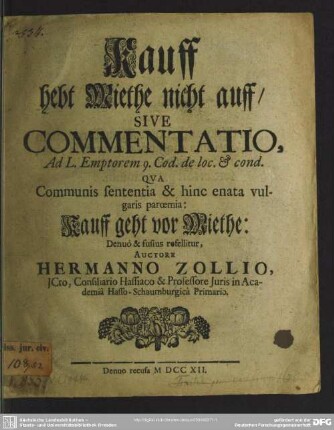 Kauff
hebt Miethe nicht auff/
SIVE
COMMENTATIO,
Ad L. Emptorem 9. Cod. de loc. & cond.
QVA
Communis sententia & hinc enata vul-
garis parœmia:
Kauff geht vor Miethe:
Denuó & fusius refellitur,
AUCTORE
HERMANNO ZOLLIO,
JCto, Consiliario Hassiaco & Professore Juris in Aca-
demiâ Hasso-Schaumburgicâ Primario.
Denuo recusa M DCC XII.